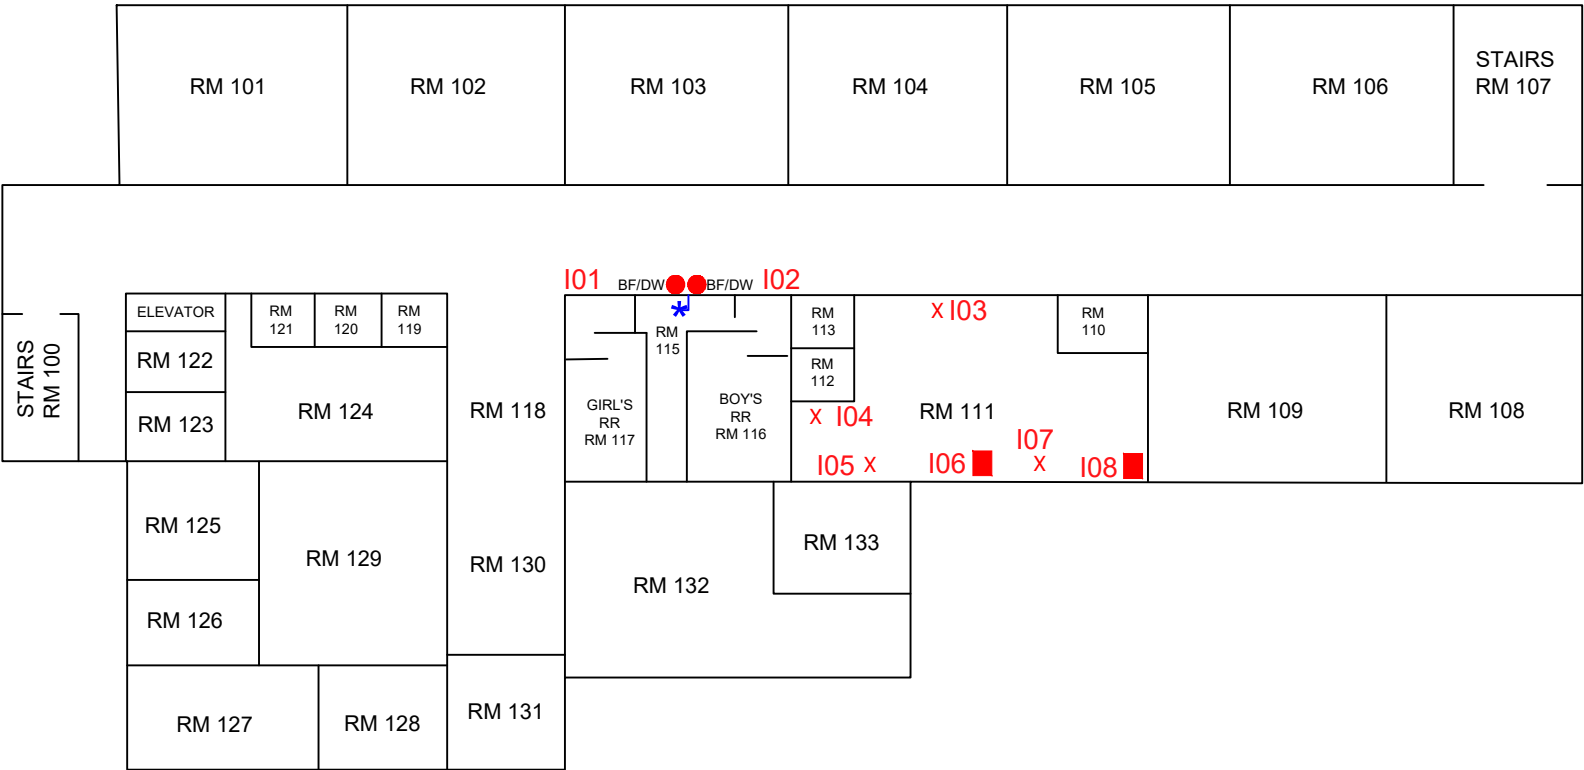 RM 101
RM 102
RM 103
RM 104
RM 105
RM 106
STAIRS
RM 107
I01
BF/DW
BF/DW
I02
ELEVATOR
RM
121
RM
120
RM
119
RM
115
*
RM
113
X I03
RM
110
STAIRS
RM 100
RM 122
RM 123
RM 124
RM 118
GIRL'S
RR
RM 117
BOY'S
RR
RM 116
RM
112
X I04
RM 111
RM 109
RM 108
I05 X
I06
I07
X
I08
RM 125
RM 129
RM 130
RM 133
RM 132
RM 126
RM 127
RM 128
RM 131